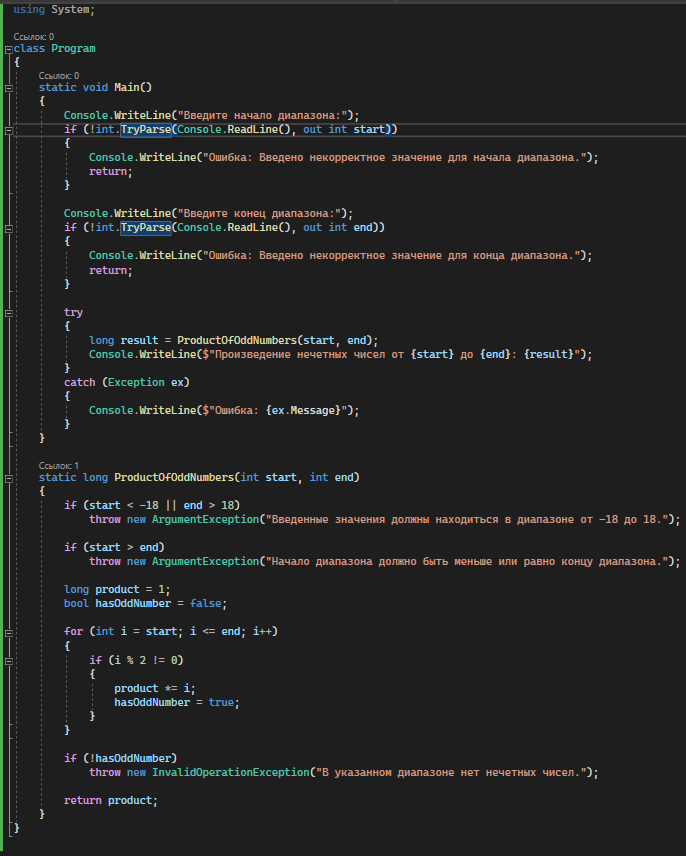 using System;
Ссылок: 0
class Program
{
Ссылок: 0
static void Main()
{
Console.WriteLine("Введите начало диапазона:");
if (!int.TryParse(Console.ReadLine(), out int start))
{
Console.WriteLine("Ошибка: Введено некорректное значение для начала диапазона.");
return;
}
Console.WriteLine("Введите конец диапазона:");
if (!int.TryParse(Console.ReadLine(), out int end))
{
Console.WriteLine("Ошибка: Введено некорректное значение для конца диапазона.");
return;
}
try
{
long result = ProductOfOddNumbers(start, end);
Console.WriteLine($"Произведение нечетных чисел от {start} до {end}: {result}");
}
catch (Exception ex)
{
Console.WriteLine($"Ошибка: {ex.Message}");
}
}
Ссылок: 1
static long ProductOfOddNumbers(int start, int end)
{
if (start < -18 || end > 18)
throw new ArgumentException("Введенные значения должны находиться в диапазоне от -18 до 18.");
if (start > end)
throw new ArgumentException("Начало диапазона должно быть меньше или равно концу диапазона.");
long product = 1;
bool hasOddNumber = false;
for (int i = start; i <= end; i++)
{
if (i % 2 != 0)
{
product *= i;
hasOddNumber = true;
}
}
if (!hasOddNumber)
throw new InvalidOperationException("В указанном диапазоне нет нечетных чисел.");
return product;
}
}